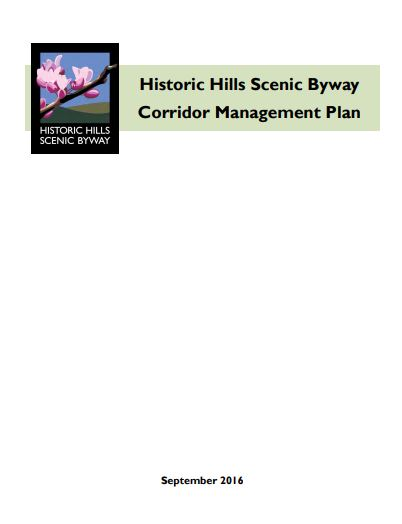 Historic Hills Scenic Byway
Corridor Management Plan
HISTORIC HILLS
SCENIC BYWAY
September 2016